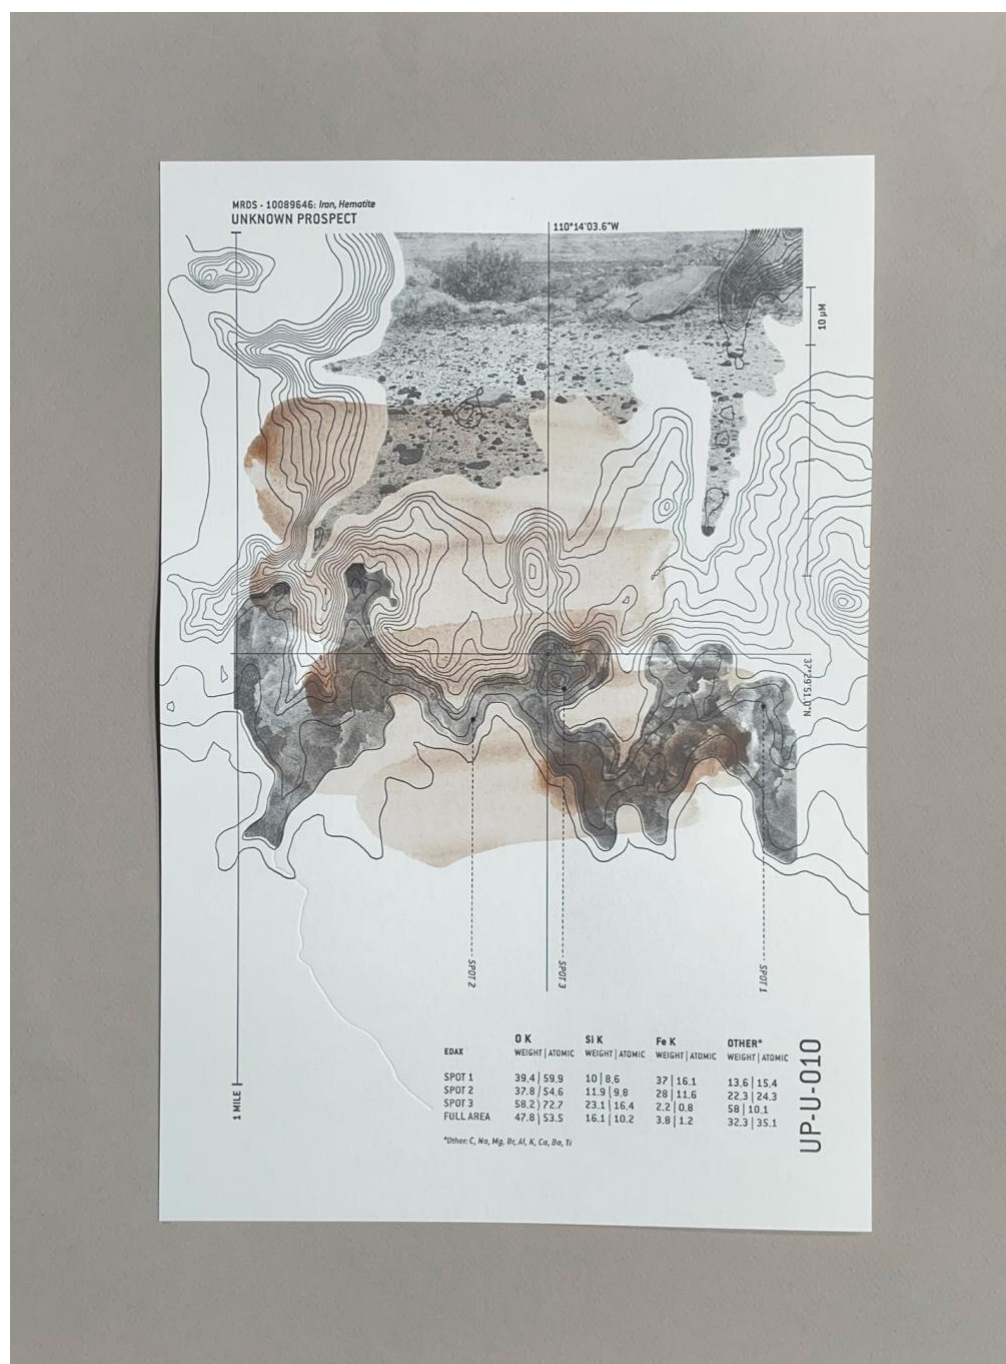 MRDS - 10089646: Iron, Hematite
UNKNOWN PROSPECT
110°14'03.6"W
10 µM
37°29'51.0"N
SPOT 2
SPOT 3
SPOT 1
1 MILE
O K Si K Fe K OTHER*
EDAX WEIGHT | ATOMIC WEIGHT | ATOMIC WEIGHT | ATOMIC WEIGHT | ATOMIC
SPOT 1 39.4 | 59.9 10 | 8.6 37 | 16.1 13.6 | 15.4
SPOT 2 37.8 | 54.6 11.9 | 9.8 28 | 11.6 22.3 | 24.3
SPOT 3 58.2 | 72.7 23.1 | 16.4 2.2 | 0.8 58 | 10.1
FULL AREA 47.8 | 53.5 16.1 | 10.2 3.8 | 1.2 32.3 | 35.1
*Other: C, Na, Mg, Br, Al, K, Ca, Ba, Ti
UP-U-010